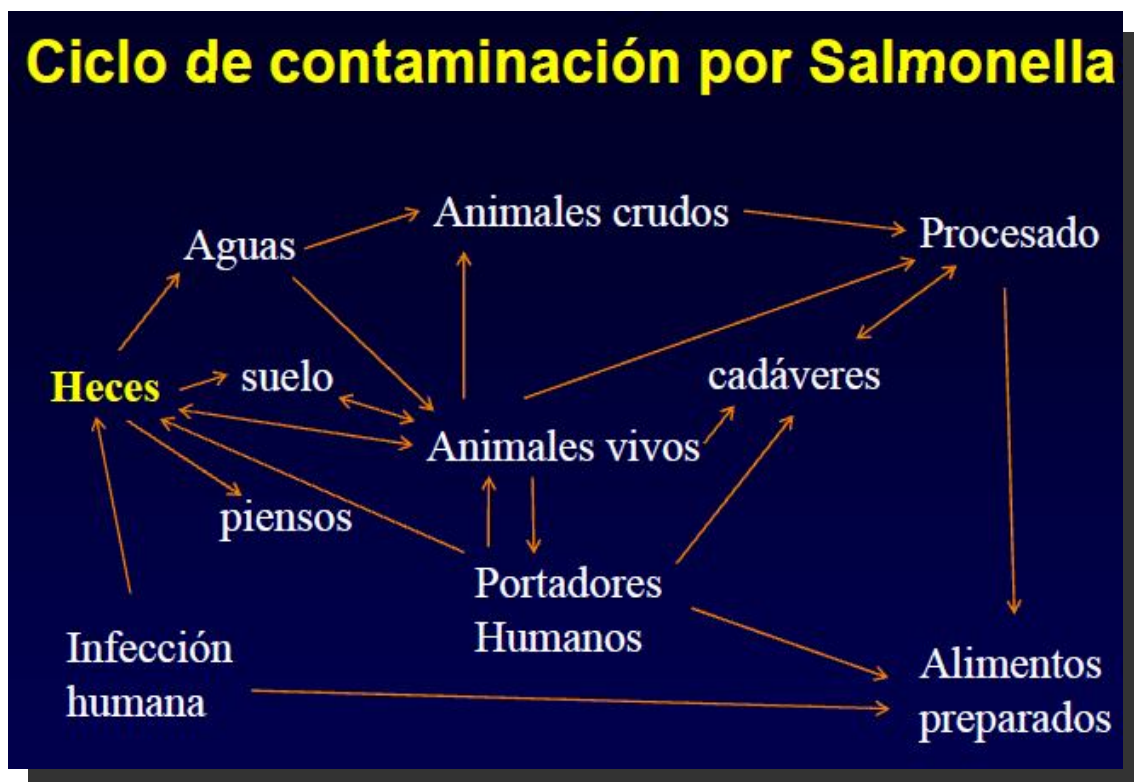 Ciclo de contaminación por Salmonella
Animales crudos
Procesado
Aguas
Heces
suelo
cadáveres
Animales vivos
piensos
Portadores
Humanos
Infección
humana
Alimentos
preparados